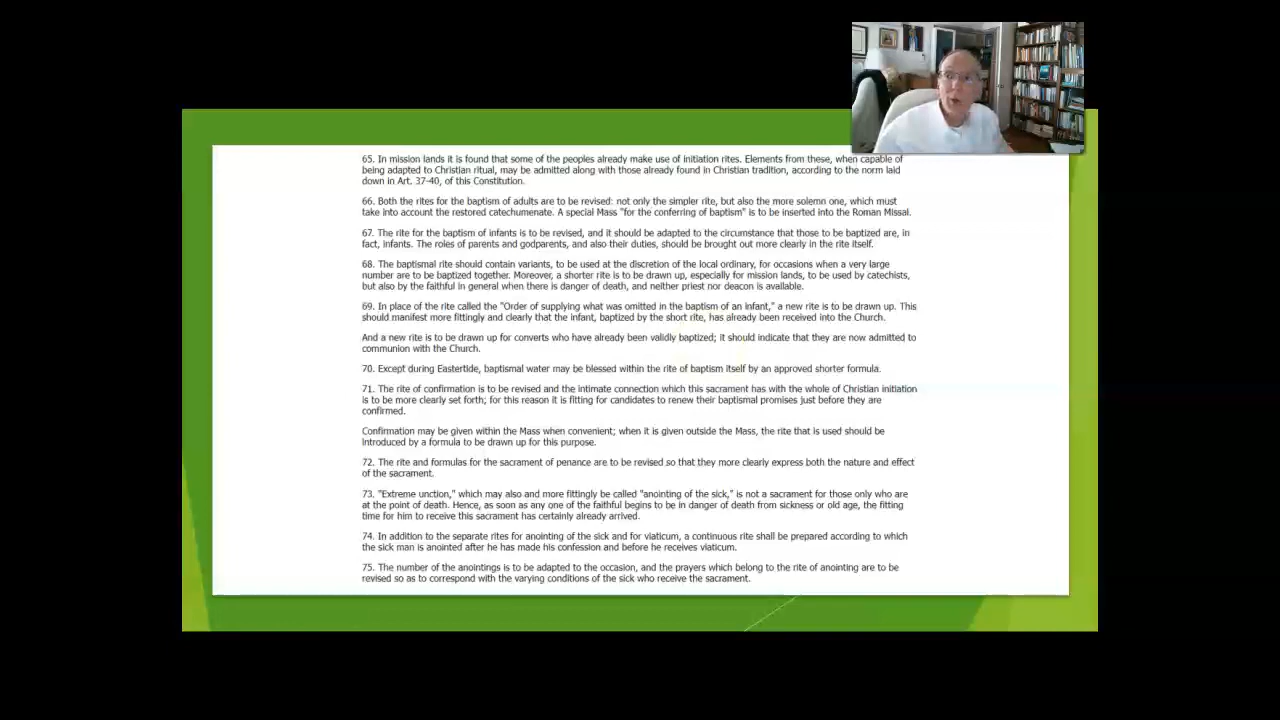 65. In mission lands it is found that some of the peoples already make use of initiation rites. Elements from these, when capable of
being adapted to Christian ritual, may be admitted along with those already found in Christian tradition, according to the norm laid
down in Art. 37-40, of this Constitution.
66. Both the rites for the baptism of adults are to be revised: not only the simpler rite, but also the more solemn one, which must
take into account the restored catechumenate. A special Mass "for the conferring of baptism" is to be inserted into the Roman Missal.
67. The rite for the baptism of infants is to be revised, and it should be adapted to the circumstance that those to be baptized are, in
fact, infants. The roles of parents and godparents, and also their duties, should be brought out more clearly in the rite itself.
68. The baptismal rite should contain variants, to be used at the discretion of the local ordinary, for occasions when a very large
number are to be baptized together. Moreover, a shorter rite is to be drawn up, especially for mission lands, to be used by catechists,
but also by the faithful in general when there is danger of death, and neither priest nor deacon is available.
69. In place of the rite called the "Order of supplying what was omitted in the baptism of an infant," a new rite is to be drawn up. This
should manifest more fittingly and clearly that the infant, baptized by the short rite, has already been received into the Church.
And a new rite is to be drawn up for converts who have already been validly baptized; it should indicate that they are now admitted to
communion with the Church.
70. Except during Eastertide, baptismal water may be blessed within the rite of baptism itself by an approved shorter formula.
71. The rite of confirmation is to be revised and the intimate connection which this sacrament has with the whole of Christian initiation
is to be more clearly set forth; for this reason it is fitting for candidates to renew their baptismal promises just before they are
confirmed.
Confirmation may be given within the Mass when convenient; when it is given outside the Mass, the rite that is used should be
introduced by a formula to be drawn up for this purpose.
72. The rite and formulas for the sacrament of penance are to be revised so that they more clearly express both the nature and effect
of the sacrament.
73. "Extreme unction," which may also and more fittingly be called "anointing of the sick," is not a sacrament for those only who are
at the point of death. Hence, as soon as any one of the faithful begins to be in danger of death from sickness or old age, the fitting
time for him to receive this sacrament has certainly already arrived.
74. In addition to the separate rites for anointing of the sick and for viaticum, a continuous rite shall be prepared according to which
the sick man is anointed after he has made his confession and before he receives viaticum.
75. The number of the anointings is to be adapted to the occasion, and the prayers which belong to the rite of anointing are to be
revised so as to correspond with the varying conditions of the sick who receive the sacrament.